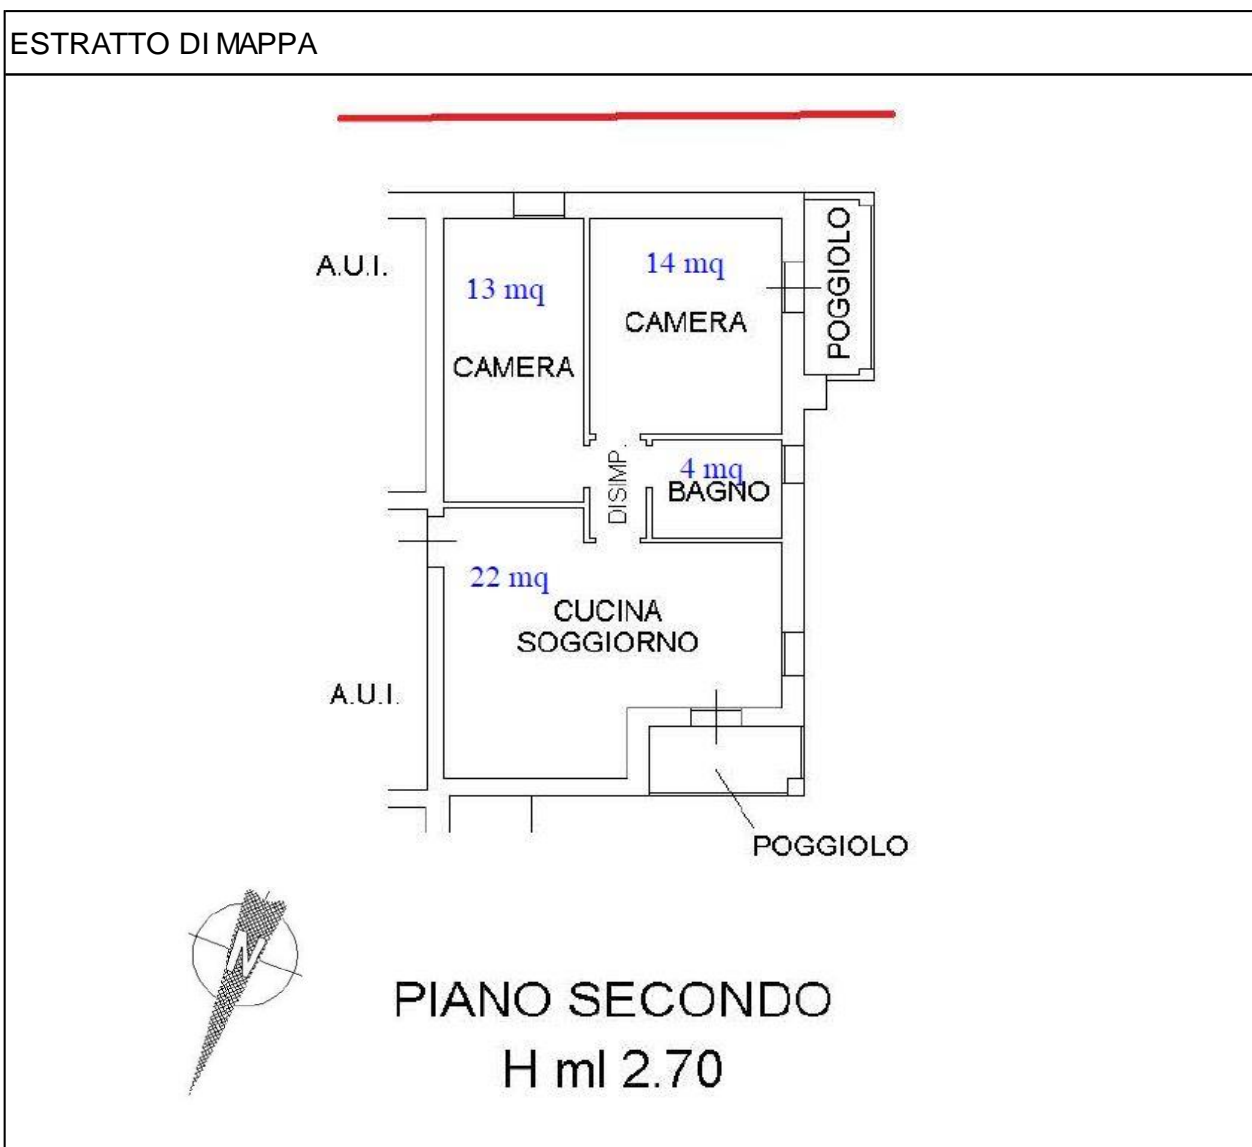 ESTRATTO DI MAPPA
A.U.I.
13 mq
CAMERA
14 mq
CAMERA
POGGIOLO
DISIMP.
4 mq
BAGNO
22 mq
CUCINA
SOGGIORNO
A.U.I.
POGGIOLO
N
PIANO SECONDO
H ml 2.70